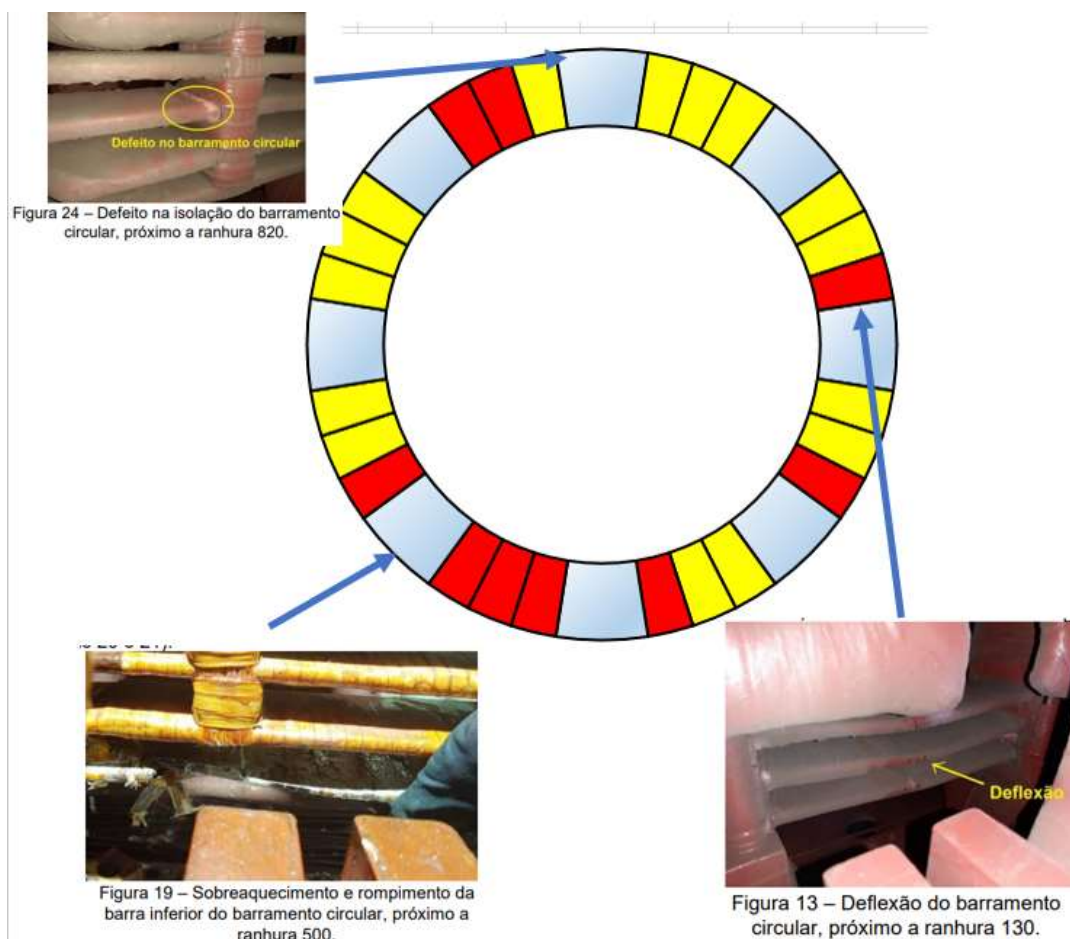 Defeito no barramento circular
Figura 24 – Defeito na isolação do barramento
circular, próximo a ranhura 820.
Figura 19 – Sobreaquecimento e rompimento da
barra inferior do barramento circular, próximo a
ranhura 500.
Deflexão
Figura 13 – Deflexão do barramento
circular, próximo a ranhura 130.